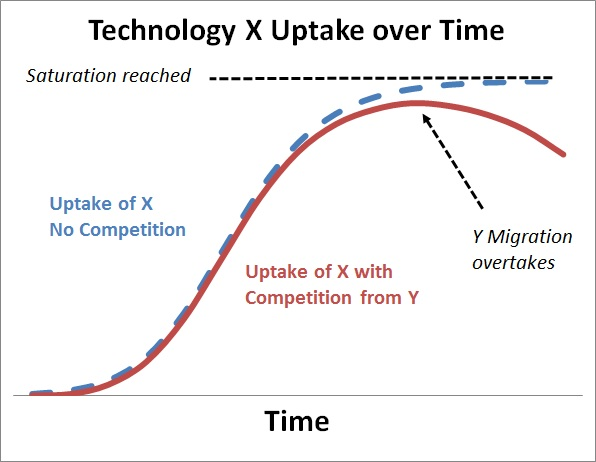 Technology X Uptake over Time
Saturation reached
Uptake of X
No Competition
Y Migration
overtakes
Uptake of X with
Competition from Y
Time